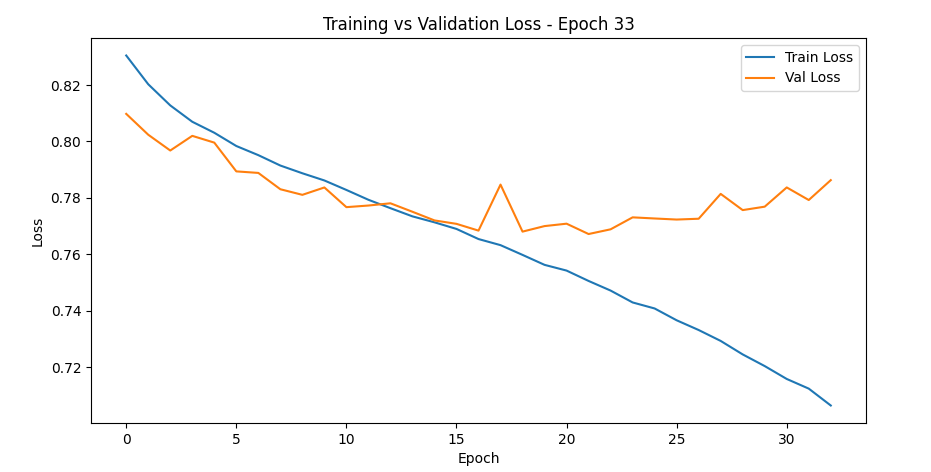 Training vs Validation Loss - Epoch 33
Train Loss
Val Loss
0.82
0.80
0.78
0.76
0.74
0.72
Loss
0
5
10
15
20
25
30
Epoch